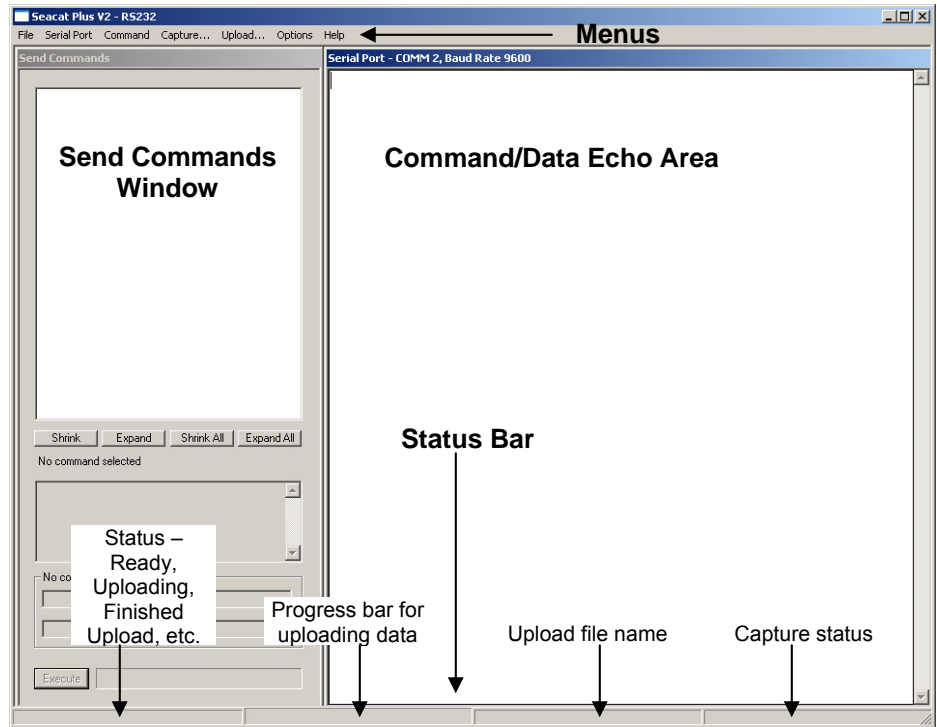 Seacat Plus V2 - RS232
File Serial Port Command Capture... Upload... Options Help
Menus
Send Commands
Serial Port - COMM 2, Baud Rate 9600
Send Commands
Window
Command/Data Echo Area
Shrink Expand Shrink All Expand All
No command selected
Status Bar
Status –
Ready,
Uploading,
Finished
Upload, etc.
No co
Progress bar for
uploading data
Upload file name
Capture status
Execute